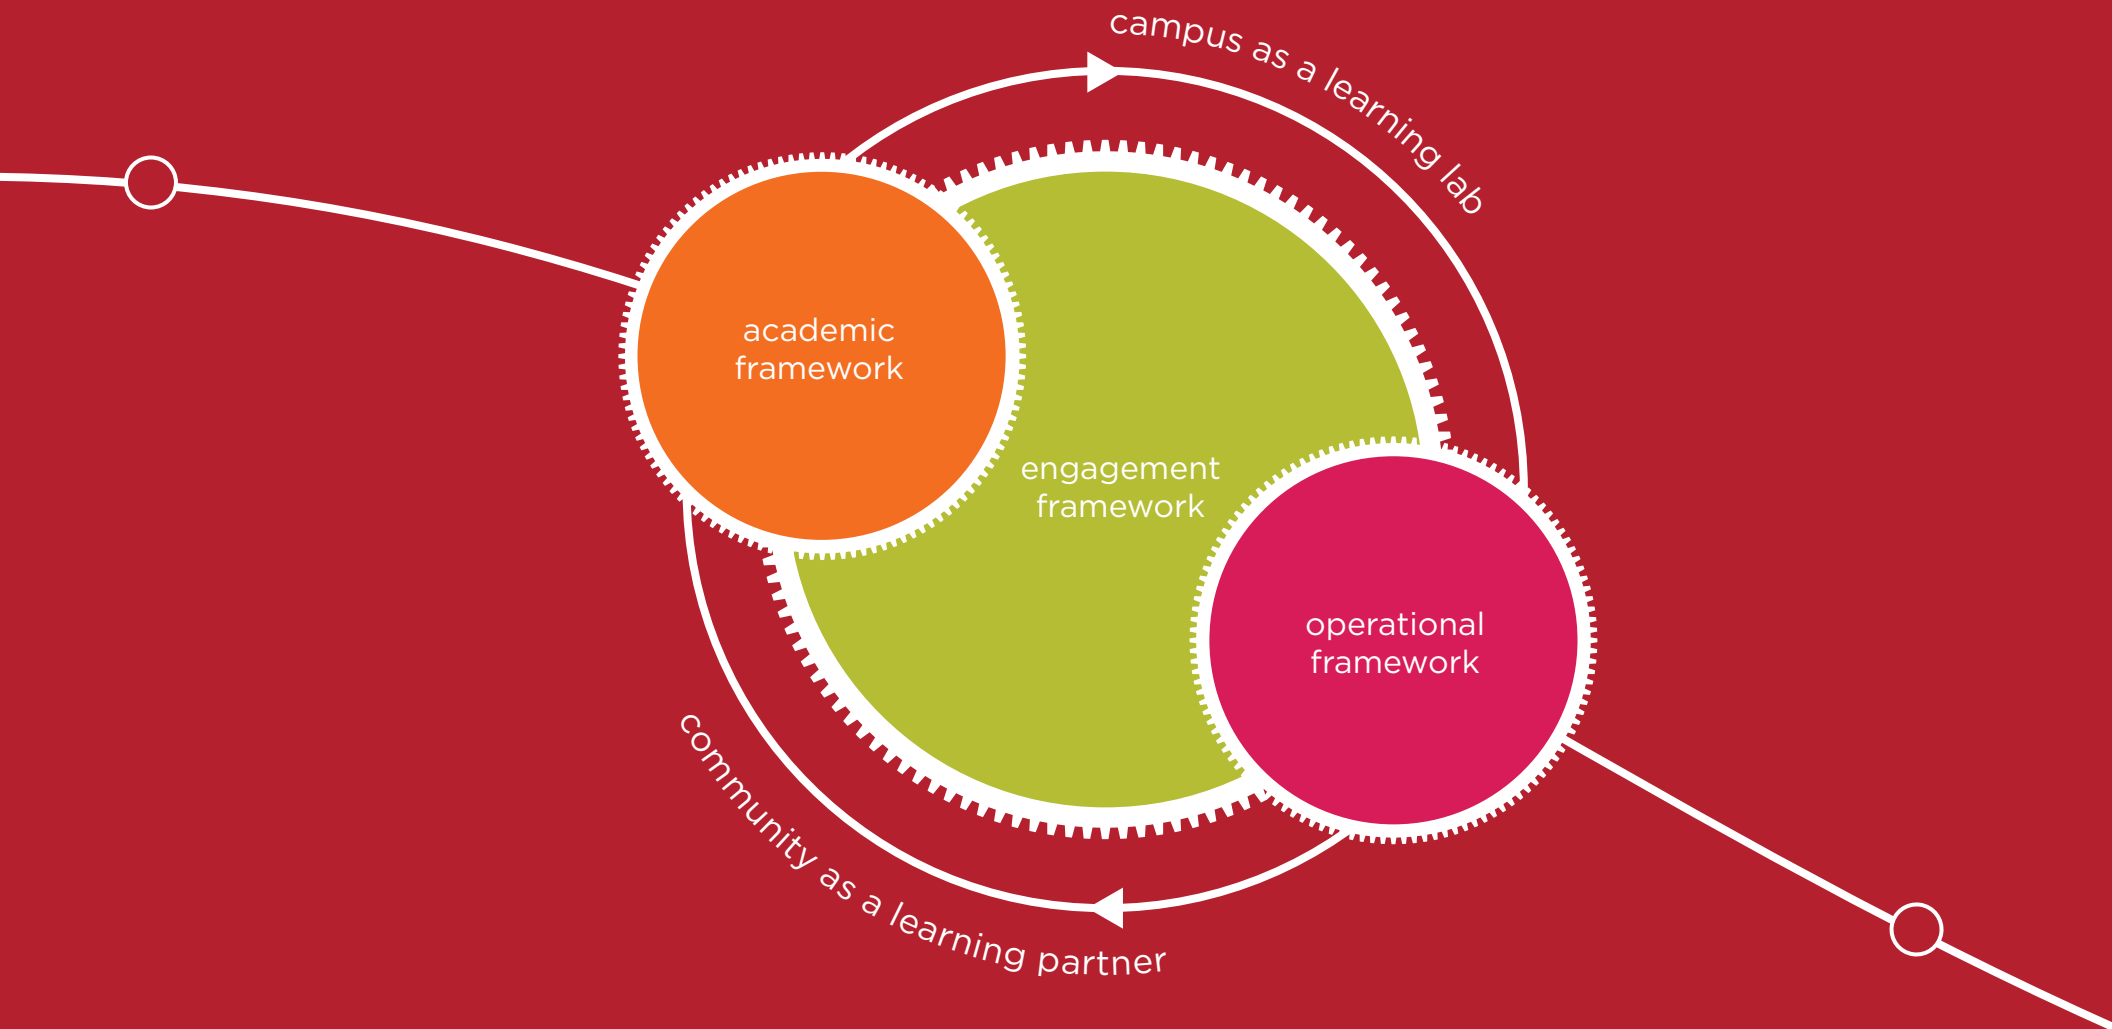 campus as a learning lab
academic
framework
engagement
framework
operational
framework
community as a learning partner